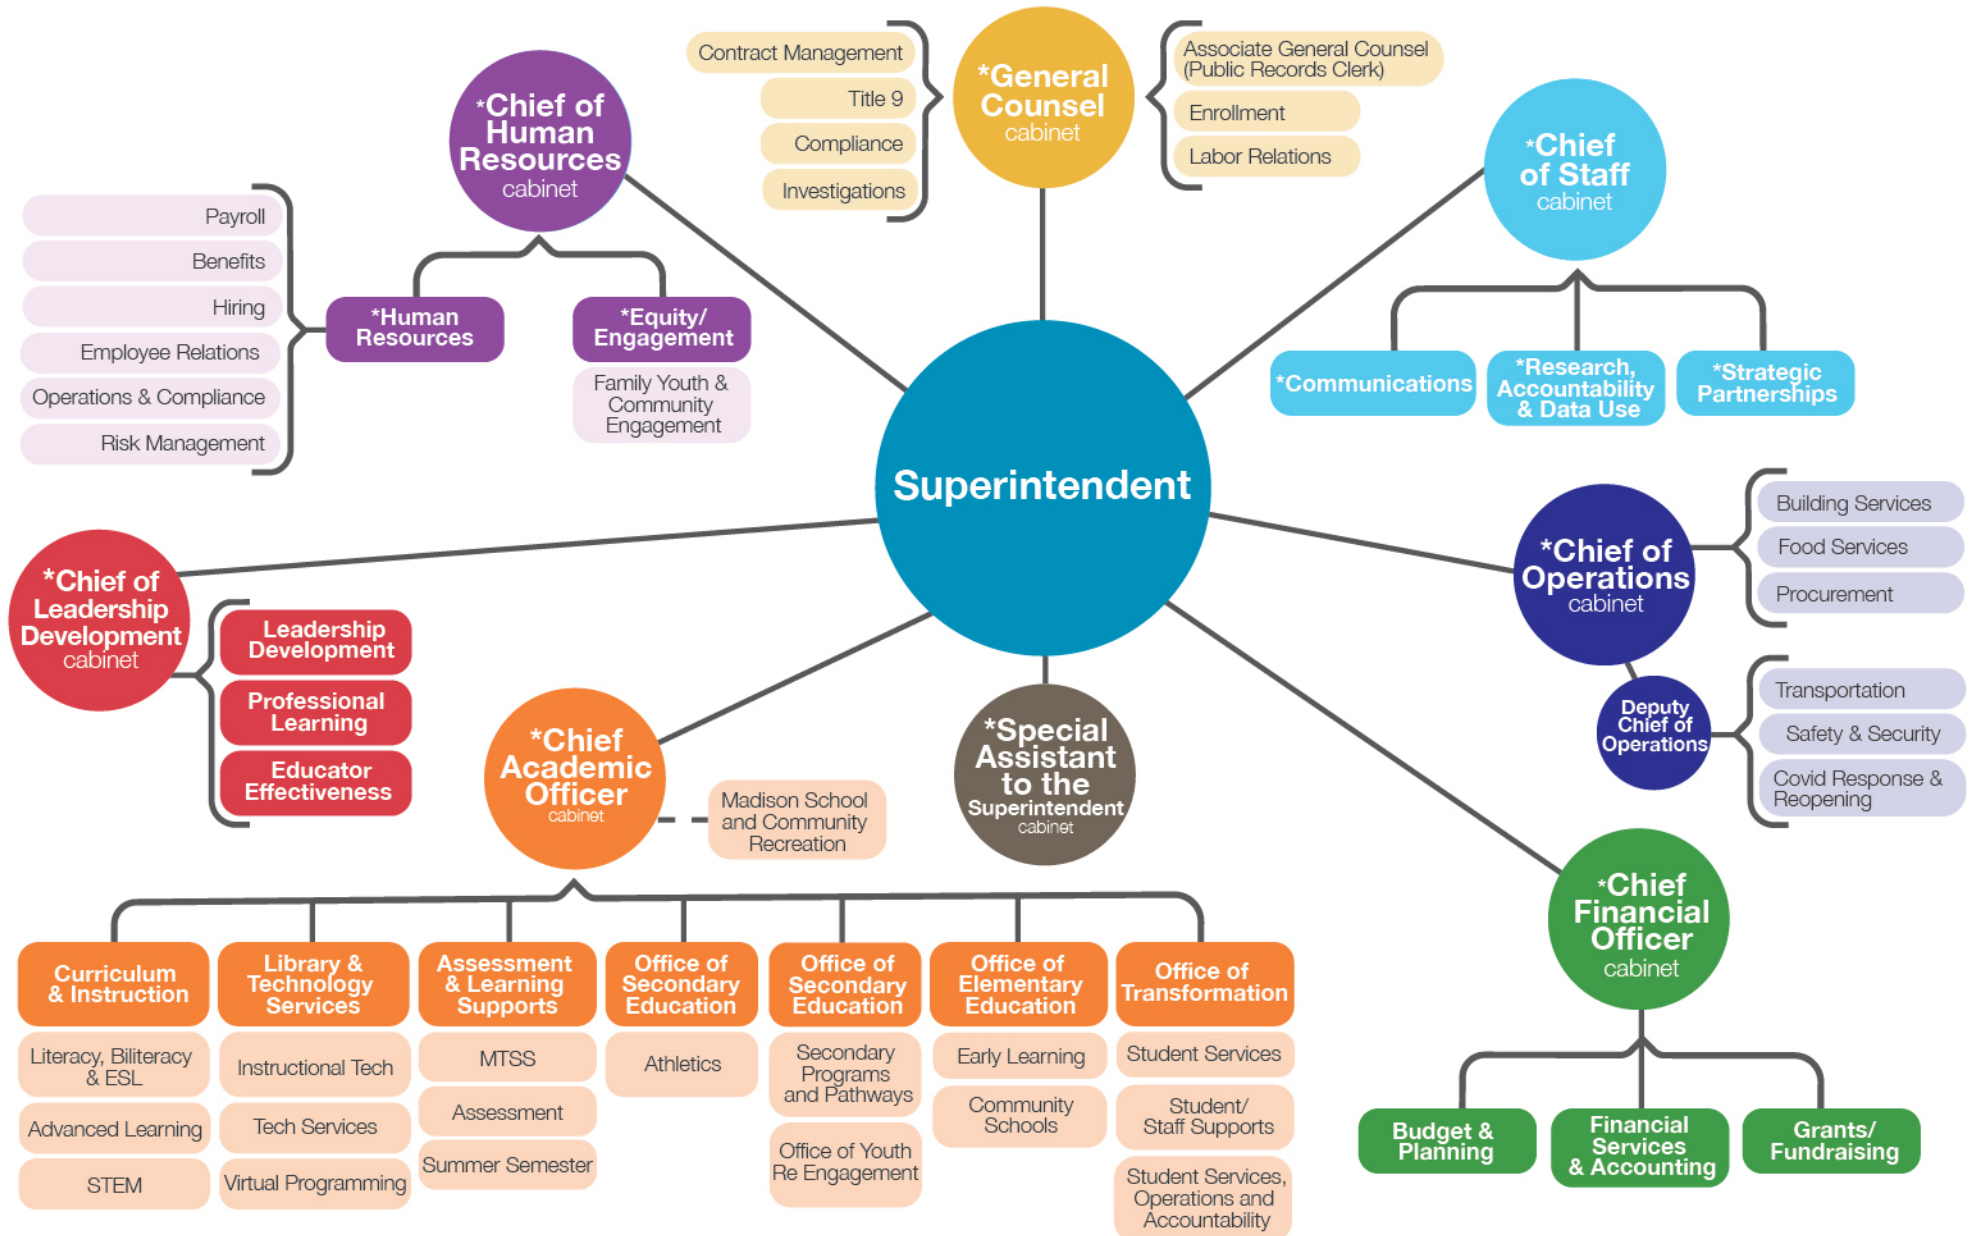 *Chief of
Human
Resources
cabinet
Payroll
Benefits
Hiring
Employee Relations
Operations & Compliance
Risk Management
*Human
Resources
*Equity/
Engagement
Family Youth &
Community
Engagement
Contract Management
Title 9
Compliance
Investigations
*General
Counsel
cabinet
Associate General Counsel
(Public Records Clerk)
Enrollment
Labor Relations
*Chief
of Staff
cabinet
*Communications
*Research,
Accountability
& Data Use
*Strategic
Partnerships
Superintendent
*Chief of
Leadership
Development
cabinet
Leadership
Development
Professional
Learning
Educator
Effectiveness
*Chief of
Operations
cabinet
Building Services
Food Services
Procurement
Deputy
Chief of
Operations
Transportation
Safety & Security
Covid Response &
Reopening
*Chief
Academic
Officer
cabinet
Madison School
and Community
Recreation
*Special
Assistant
to the
Superintendent
cabinet
*Chief
Financial
Officer
cabinet
Budget &
Planning
Financial
Services
& Accounting
Grants/
Fundraising
Curriculum
& Instruction
Literacy, Biliteracy
& ESL
Advanced Learning
STEM
Library &
Technology
Services
Instructional Tech
Tech Services
Virtual Programming
Assessment
& Learning
Supports
MTSS
Assessment
Summer Semester
Office of
Secondary
Education
Athletics
Office of
Secondary
Education
Secondary
Programs
and Pathways
Office of Youth
Re Engagement
Office of
Elementary
Education
Early Learning
Community
Schools
Office of
Transformation
Student Services
Student/
Staff Supports
Student Services,
Operations and
Accountability